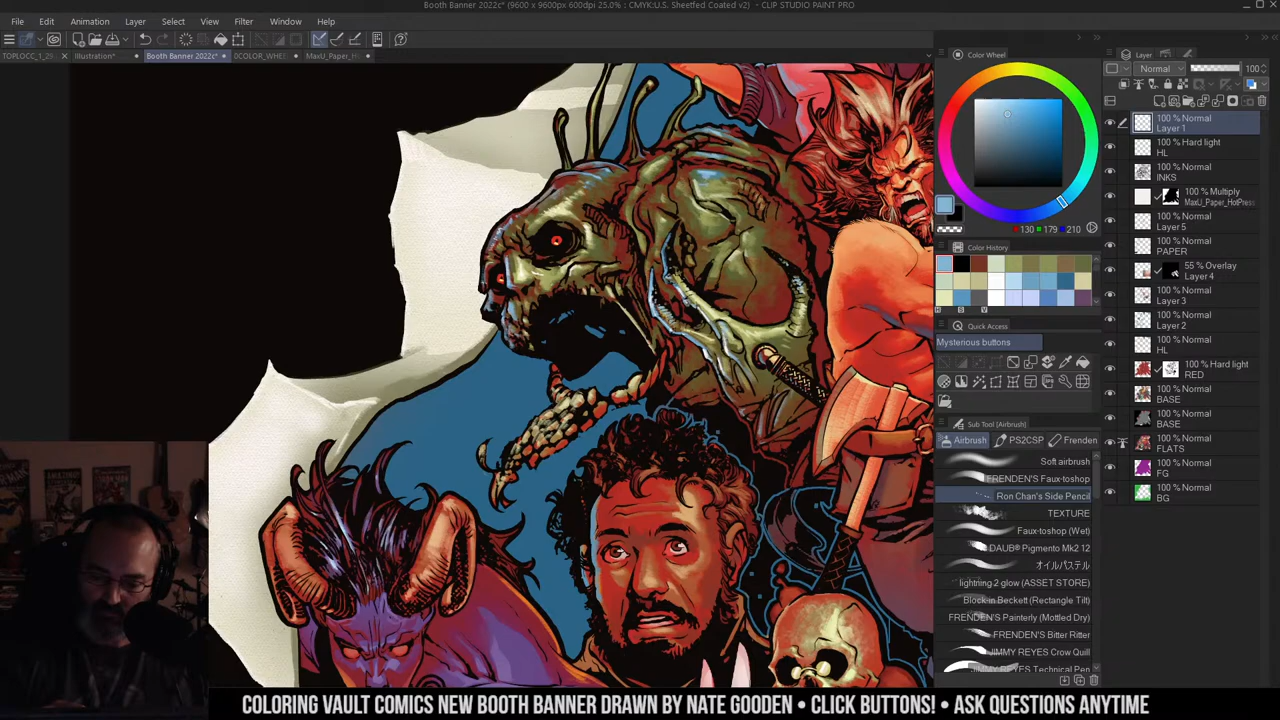 Booth Banner 2022c* (9600 x 9600px 600dpi 25.0% : CMYK:U.S. Sheetfed Coated v2) - CLIP STUDIO PAINT PRO
File Edit Animation Layer Select View Filter Window Help
TOPLOCC_1_29 Illustration* Booth Banner 2022c* 0COLOR_WHEEL MaxU_Paper_H
Color Wheel
130 179 210
Color History
H S V
Quick Access
Mysterious buttons
Sub Tool [Airbrush]
Airbrush PS2CSP Frenden
Soft airbrush
FRENDEN'S Faux-toshop
Ron Chan's Side Pencil
TEXTURE
Faux-toshop (Wet)
DAUB® Pigmento Mk2 12
オイルパステル
lightning 2 glow (ASSET STORE)
Block-in Beckett (Rectangle Tilt)
FRENDEN'S Painterly (Mottled Dry)
FRENDEN'S Bitter Ritter
JIMMY REYES Crow Quill
JIMMY REYES Technical Pen
Layer
Normal 100
100 % Normal
Layer 1
100 % Hard light
HL
100 % Normal
INKS
100 % Multiply
MaxU_Paper_HotPress
100 % Normal
Layer 5
100 % Normal
PAPER
55 % Overlay
Layer 4
100 % Normal
Layer 3
100 % Normal
Layer 2
100 % Normal
HL
100 % Hard light
RED
100 % Normal
BASE
100 % Normal
BASE
100 % Normal
FLATS
100 % Normal
FG
100 % Normal
BG
COLORING VAULT COMICS NEW BOOTH BANNER DRAWN BY NATE GOODEN • CLICK BUTTONS! • ASK QUESTIONS ANYTIME